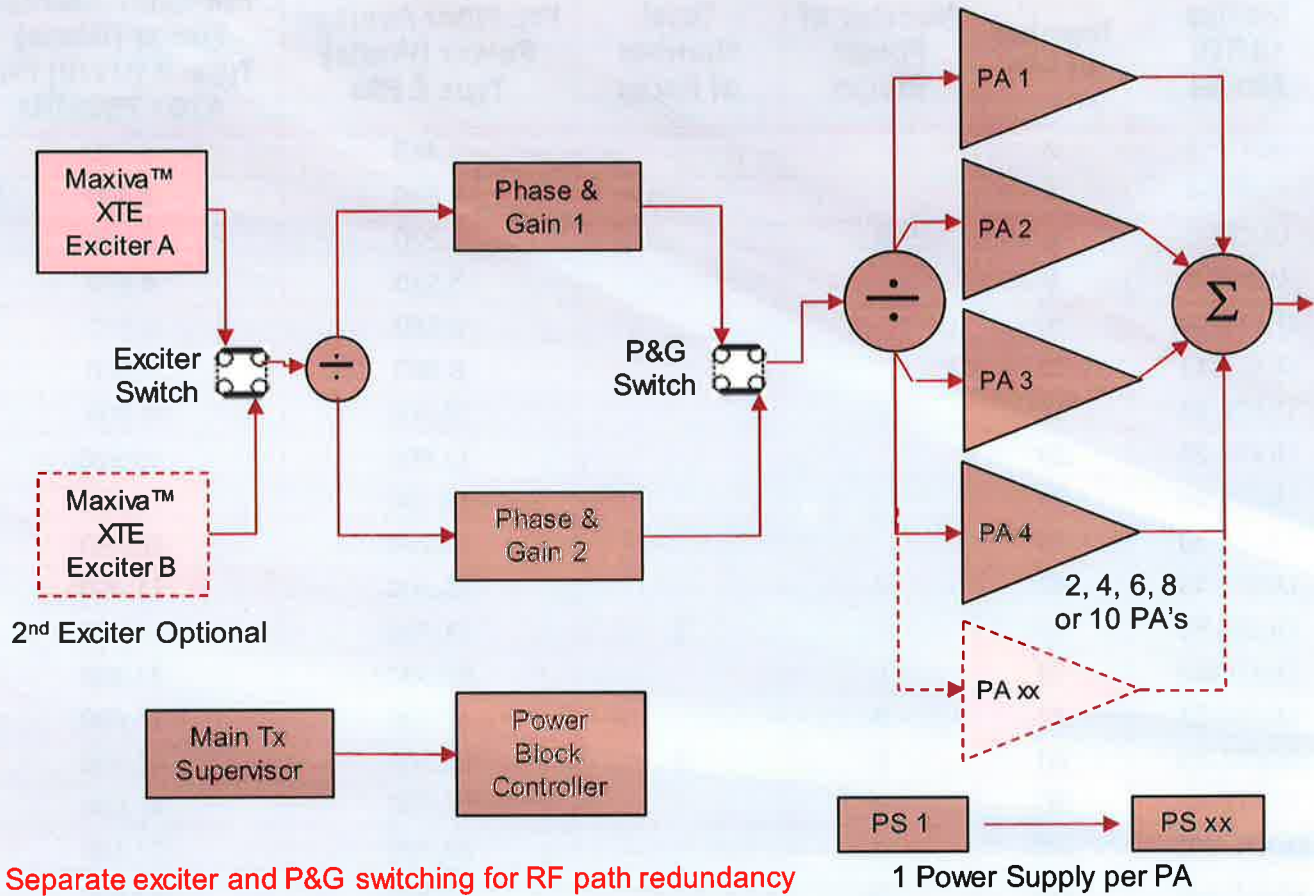 PA 1
Maxiva™
XTE
Exciter A
Phase &
Gain 1
PA 2
÷
Σ
Exciter
Switch
÷
P&G
Switch
PA 3
Maxiva™
XTE
Exciter B
Phase &
Gain 2
PA 4
2, 4, 6, 8
or 10 PA's
2nd Exciter Optional
PA xx
Main Tx
Supervisor
Power
Block
Controller
PS 1
PS xx
Separate exciter and P&G switching for RF path redundancy
1 Power Supply per PA